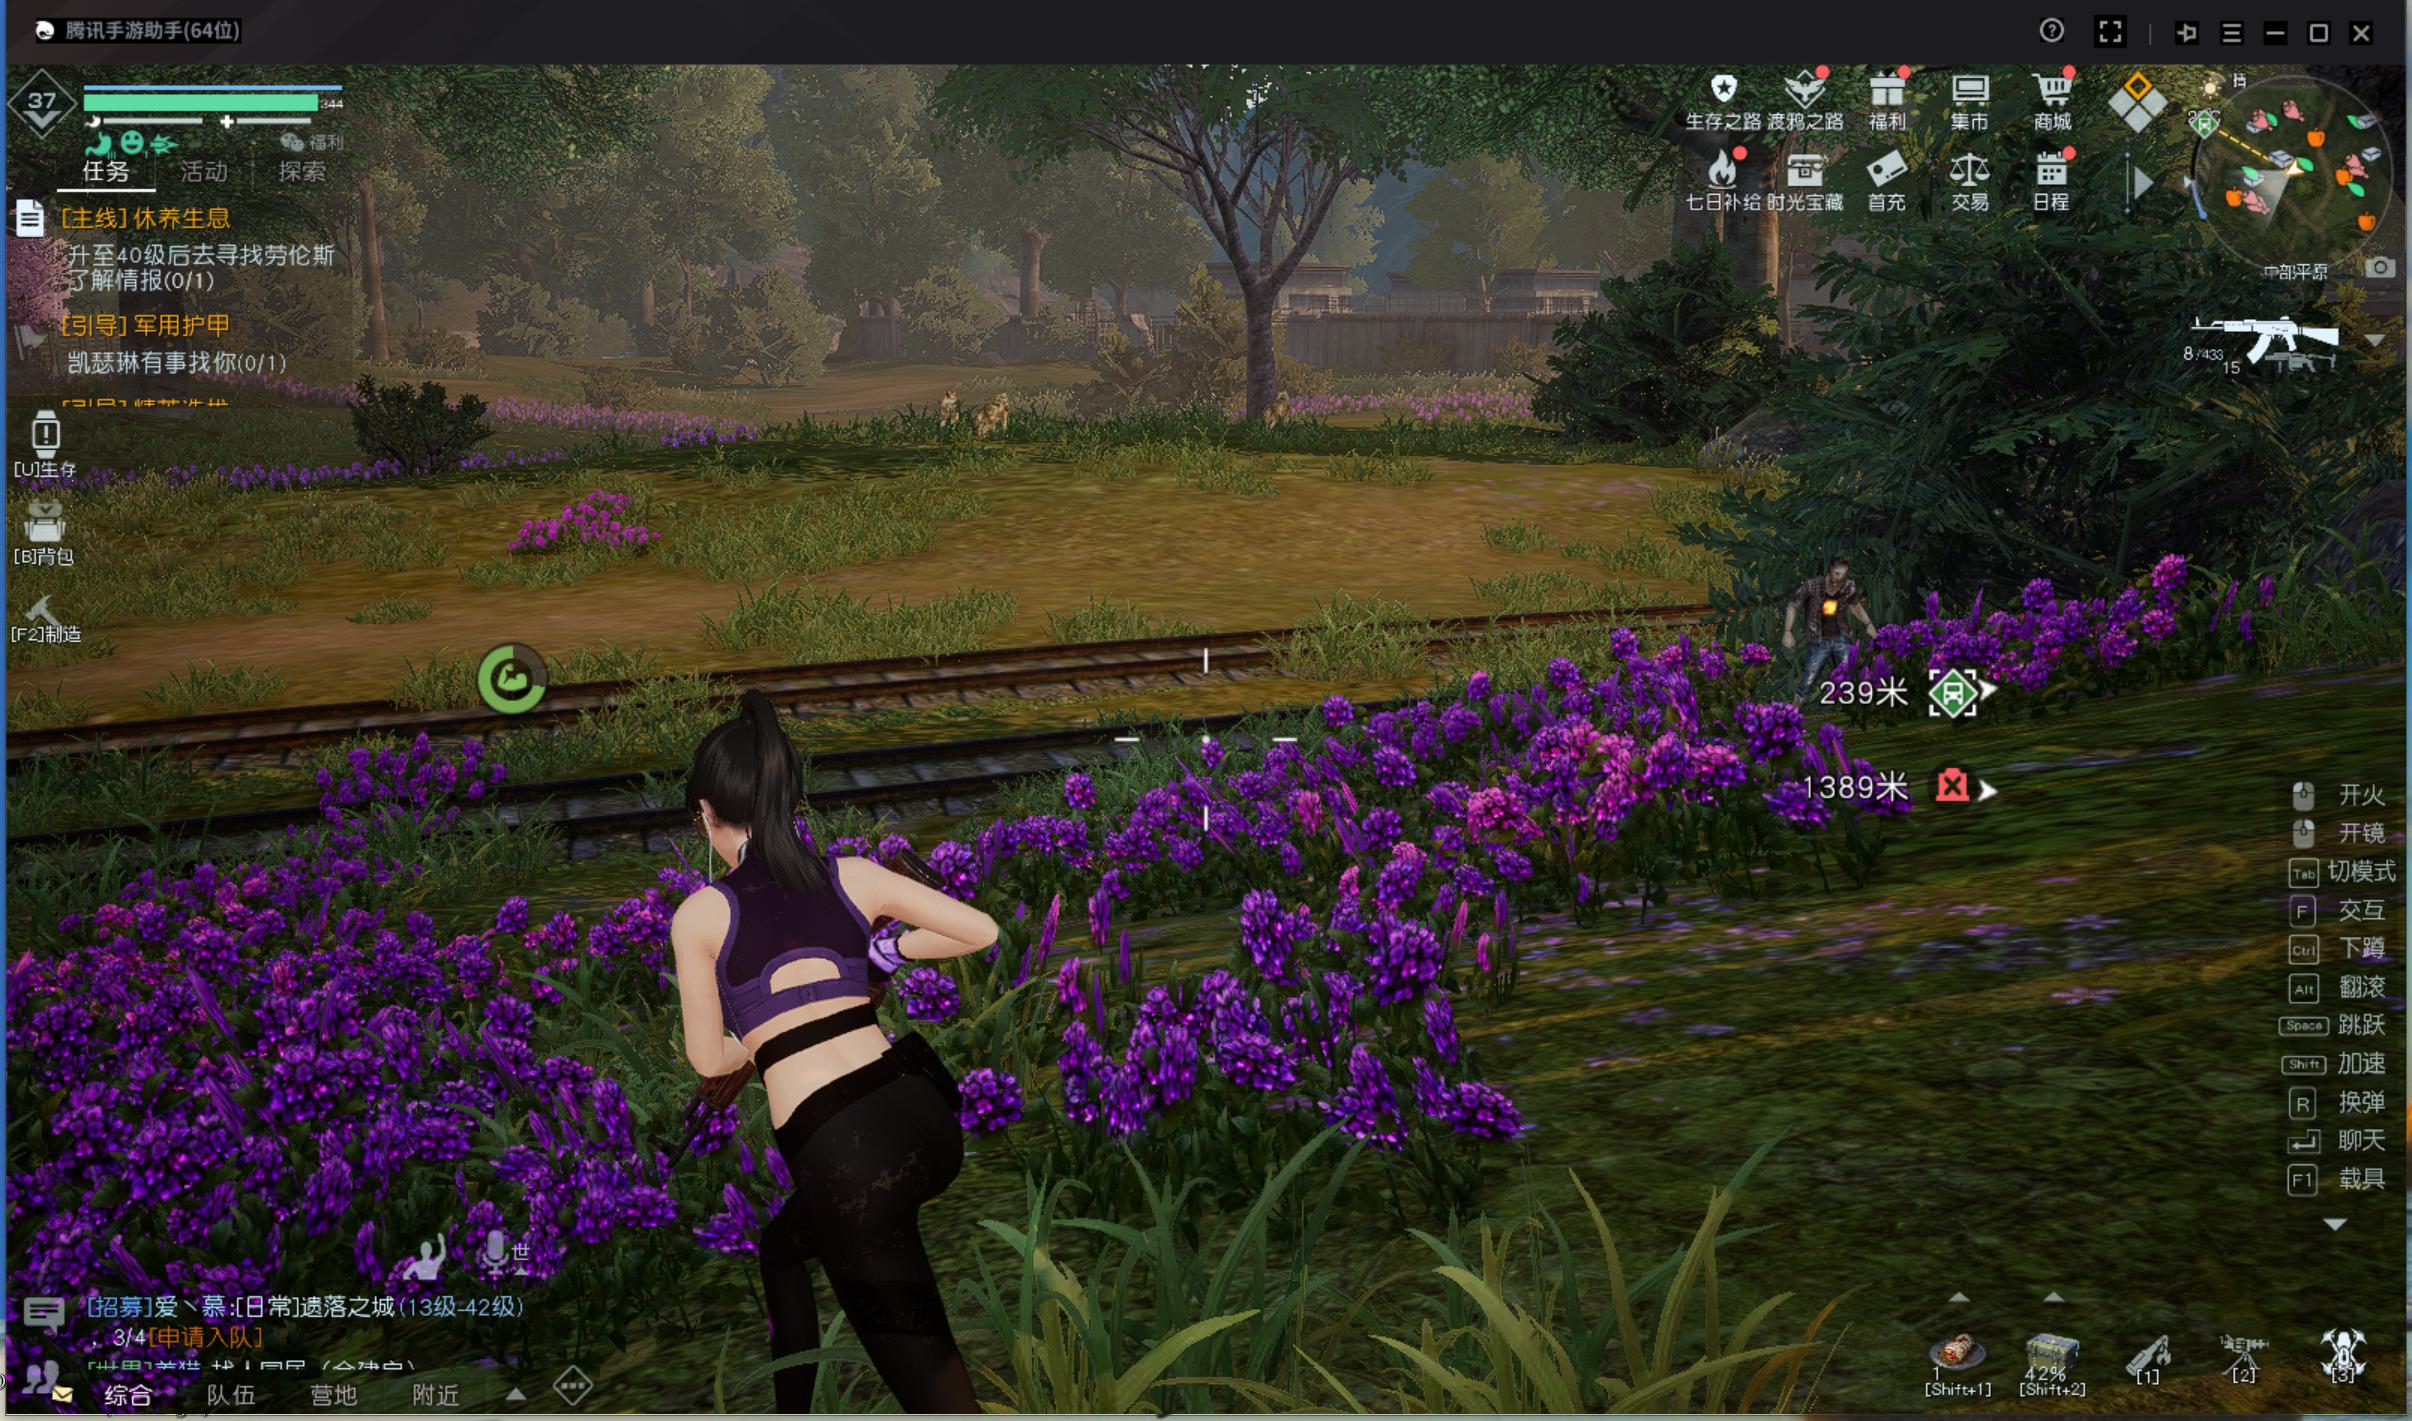 腾讯手游助手(64位)
37
344
福利
任务 活动 探索
[主线] 休养生息
升至40级后去寻找劳伦斯
了解情报(0/1)
[引导] 军用护甲
凯瑟琳有事找你(0/1)
[U]生存
[B]背包
[F2]制造
生存之路 渡鸦之路 福利 集市 商城
七日补给 时光宝藏 首充 交易 日程
中部平原
8/433
15
239米
1389米
开火
开镜
Tab 切模式
F 交互
Ctrl 下蹲
Alt 翻滚
Space 跳跃
Shift 加速
R 换弹
聊天
F1 载具
世
[招募]爱丶慕:[日常]遗落之城(13级-42级)
，3/4[申请入队]
综合 队伍 营地 附近
1 42%
[Shift+1] [Shift+2] [1] [2] [3]